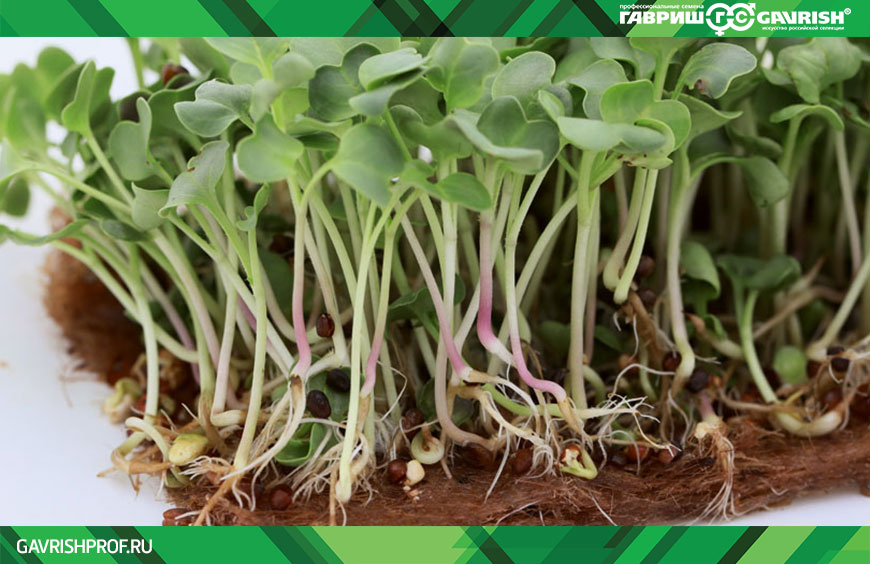 профессиональные семена
ГАВРИШ GAVRISH®
искусство российской селекции
GAVRISHPROF.RU